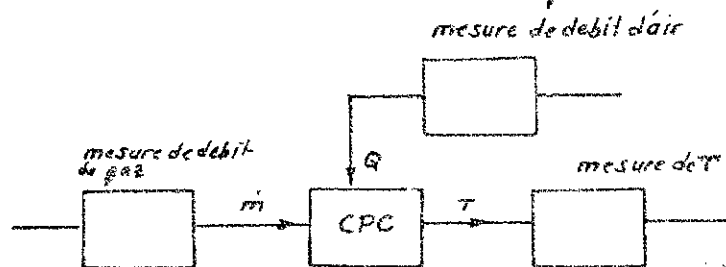 mesure de debit d'air
mesure de debit
de gaz
Q
mesure de T
ṁ
CPC
T